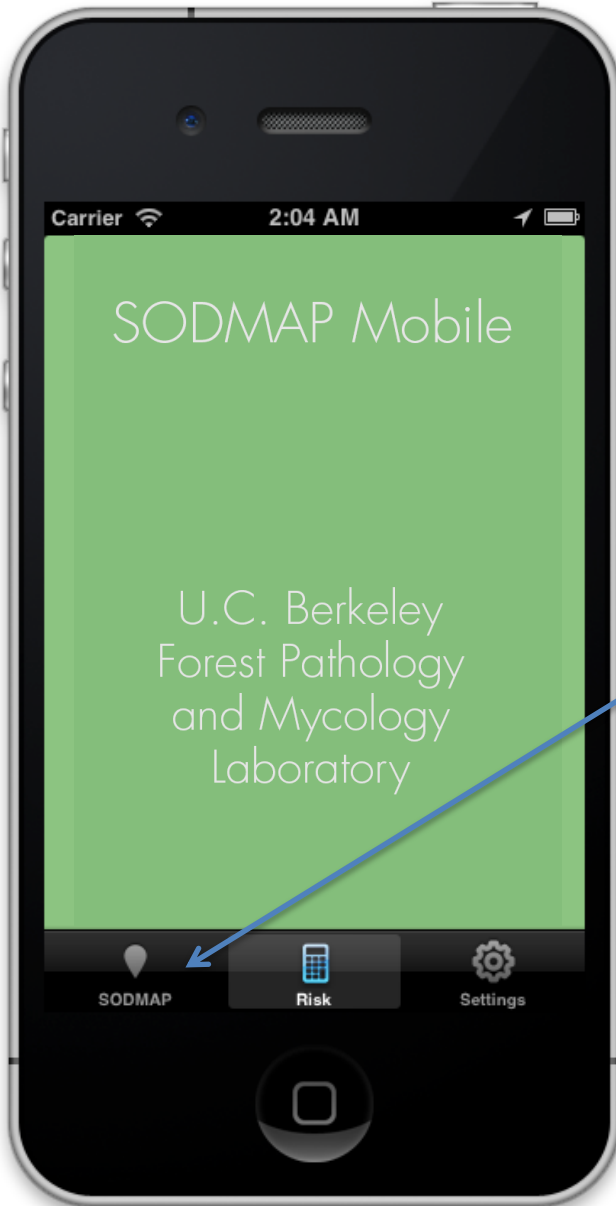 Carrier 2:04 AM
SODMAP Mobile
U.C. Berkeley
Forest Pathology
and Mycology
Laboratory
SODMAP Risk Settings